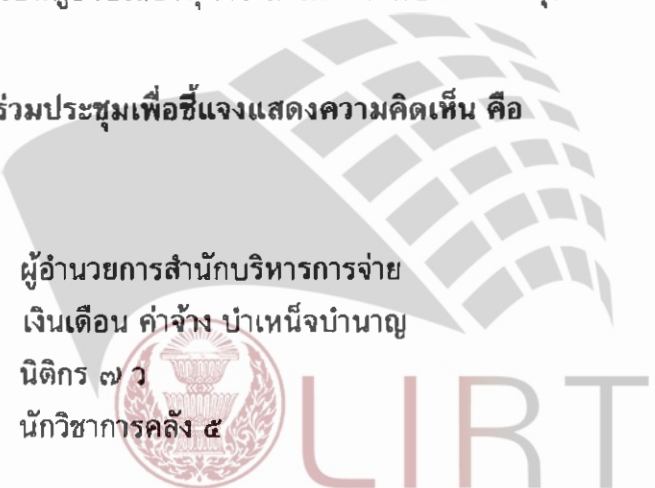 ร่วมประชุมเพื่อชี้แจงแสดงความคิดเห็น คือ
ผู้อำนวยการสำนักบริหารการจ่าย
เงินเดือน ค่าจ้าง บำเหน็จบำนาญ
นิติกร ๗ ว
นักวิชาการคลัง ๕
LIRT